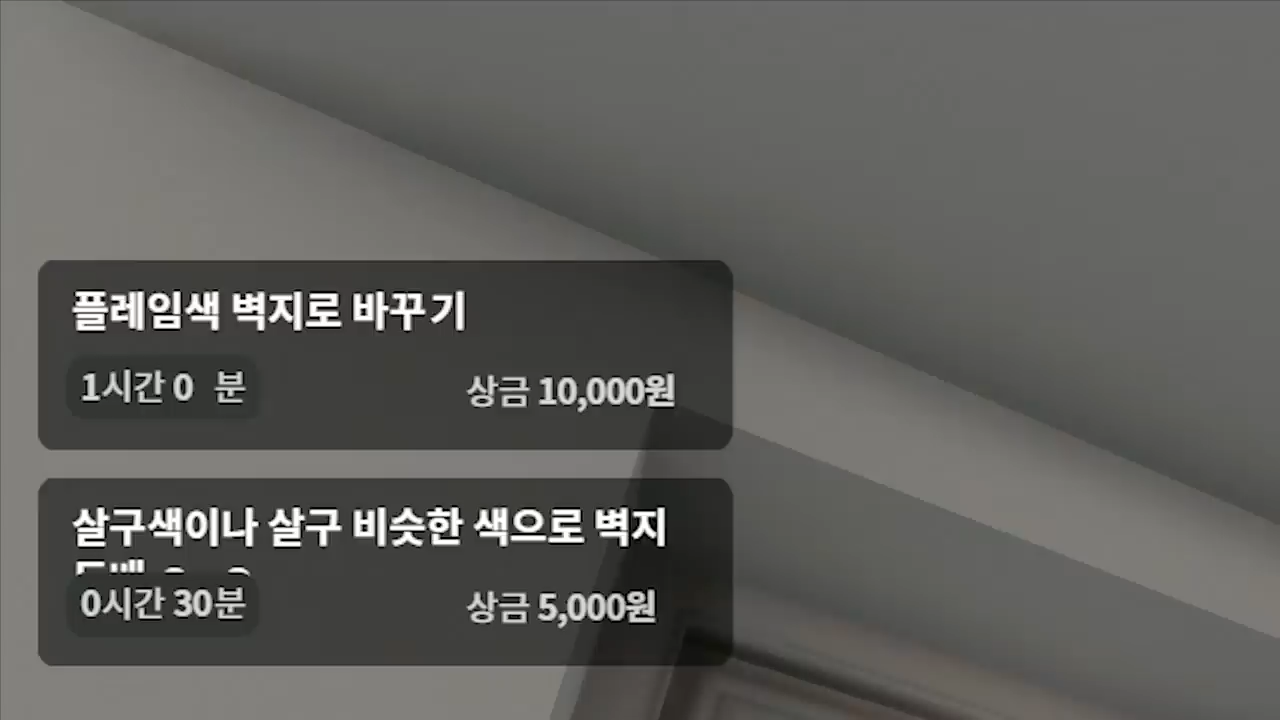 플레임색 벽지로 바꾸기
1시간 0 분
상금 10,000원
살구색이나 살구 비슷한 색으로 벽지
0시간 30분
상금 5,000원